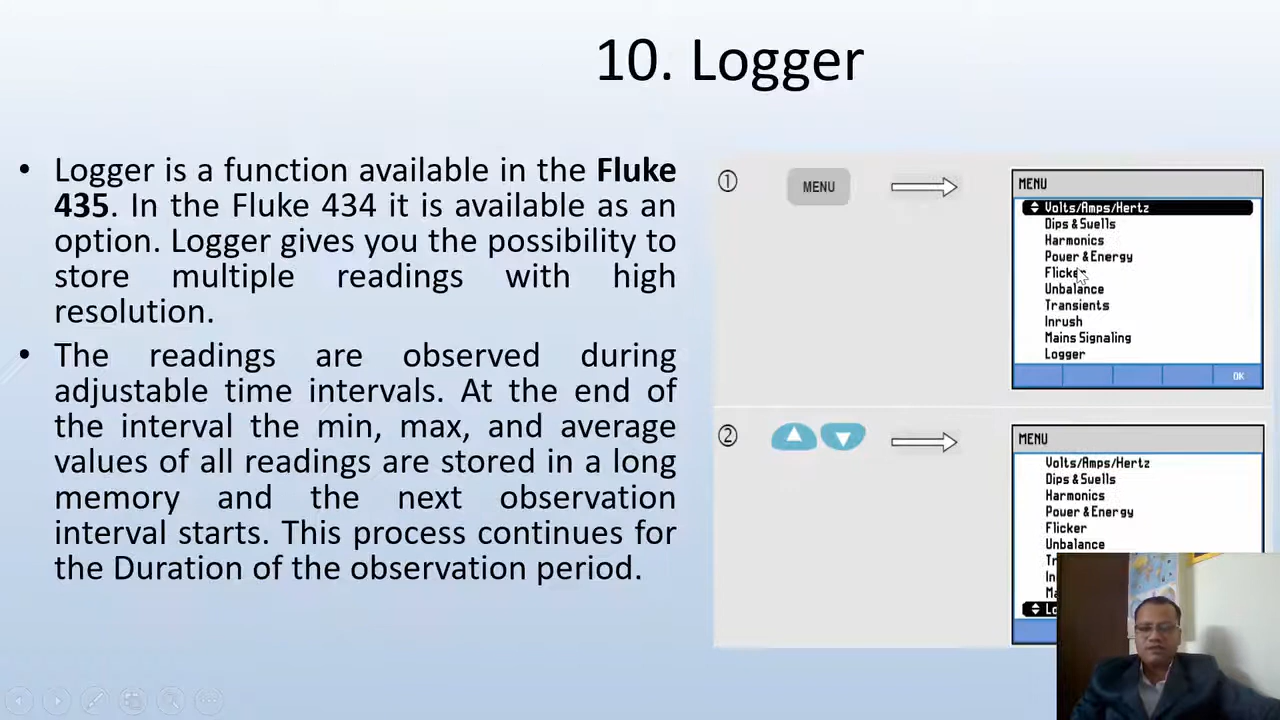 10. Logger
• Logger is a function available in the Fluke
435. In the Fluke 434 it is available as an
option. Logger gives you the possibility to
store multiple readings with high
resolution.
• The readings are observed during
adjustable time intervals. At the end of
the interval the min, max, and average
values of all readings are stored in a long
memory and the next observation
interval starts. This process continues for
the Duration of the observation period.
① MENU
MENU
Volts/Amps/Hertz
Dips & Swells
Harmonics
Power & Energy
Flicker
Unbalance
Transients
Inrush
Mains Signaling
Logger
OK
②
MENU
Volts/Amps/Hertz
Dips & Swells
Harmonics
Power & Energy
Flicker
Unbalance